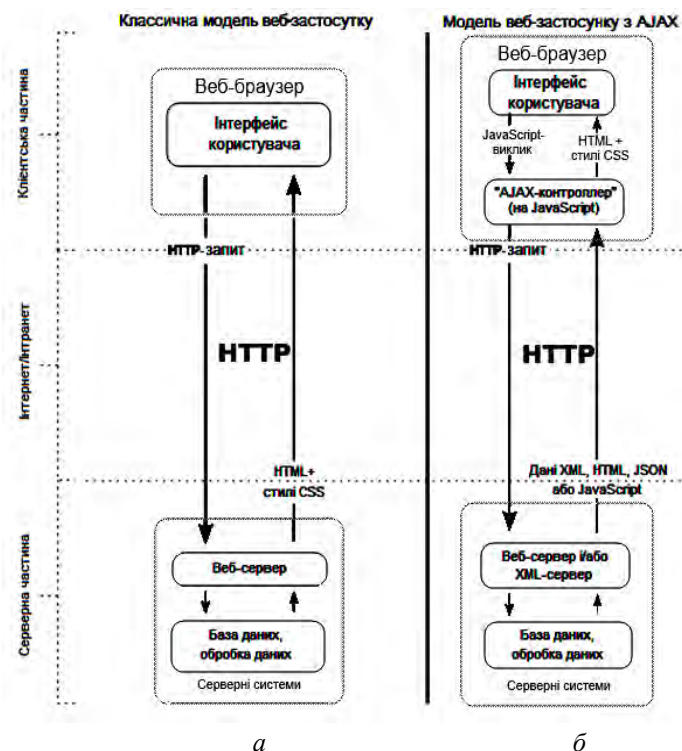 Классична модель веб-застосутку
Веб-браузер
Інтерфейс
користувача
HTTP-запит
HTTP
HTML+
стилі CSS
Веб-сервер
База даних,
обробка даних
Серверні системи
а
Модель веб-застосунку з AJAX
Веб-браузер
Інтерфейс
користувача
JavaScript-
виклик
HTML +
стилі CSS
"AJAX-контроллер"
(на JavaScript)
HTTP-запит
HTTP
Дані XML, HTML, JSON
або JavaScript
Веб-сервер і/або
XML-сервер
База даних,
обробка даних
Серверні системи
б
Клієнтська частина
Інтернет/Інтранет
Серверна частина